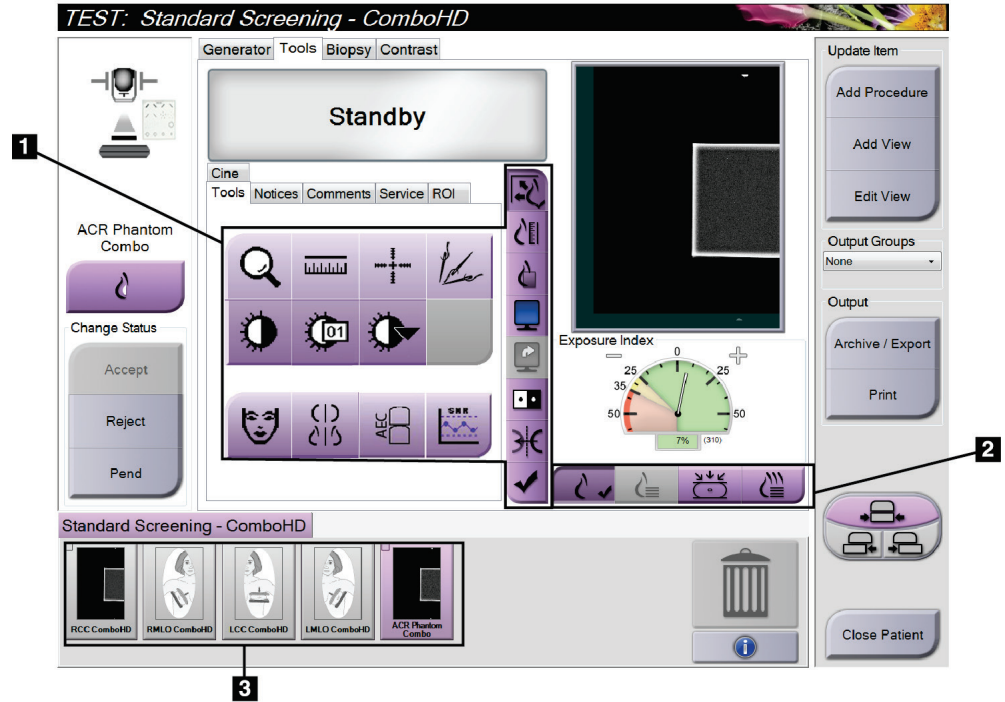 TEST: Standard Screening - ComboHD
Generator Tools Biopsy Contrast
Standby
Cine
Tools Notices Comments Service ROI
01
AEC
SNR
1
ACR Phantom
Combo
Change Status
Accept
Reject
Pend
Exposure Index
0
25 25
35
50 50
7% (310)
2
Update Item
Add Procedure
Add View
Edit View
Output Groups
None
Output
Archive / Export
Print
Close Patient
Standard Screening - ComboHD
RCC ComboHD RMLO ComboHD LCC ComboHD LMLO ComboHD ACR Phantom
Combo
3